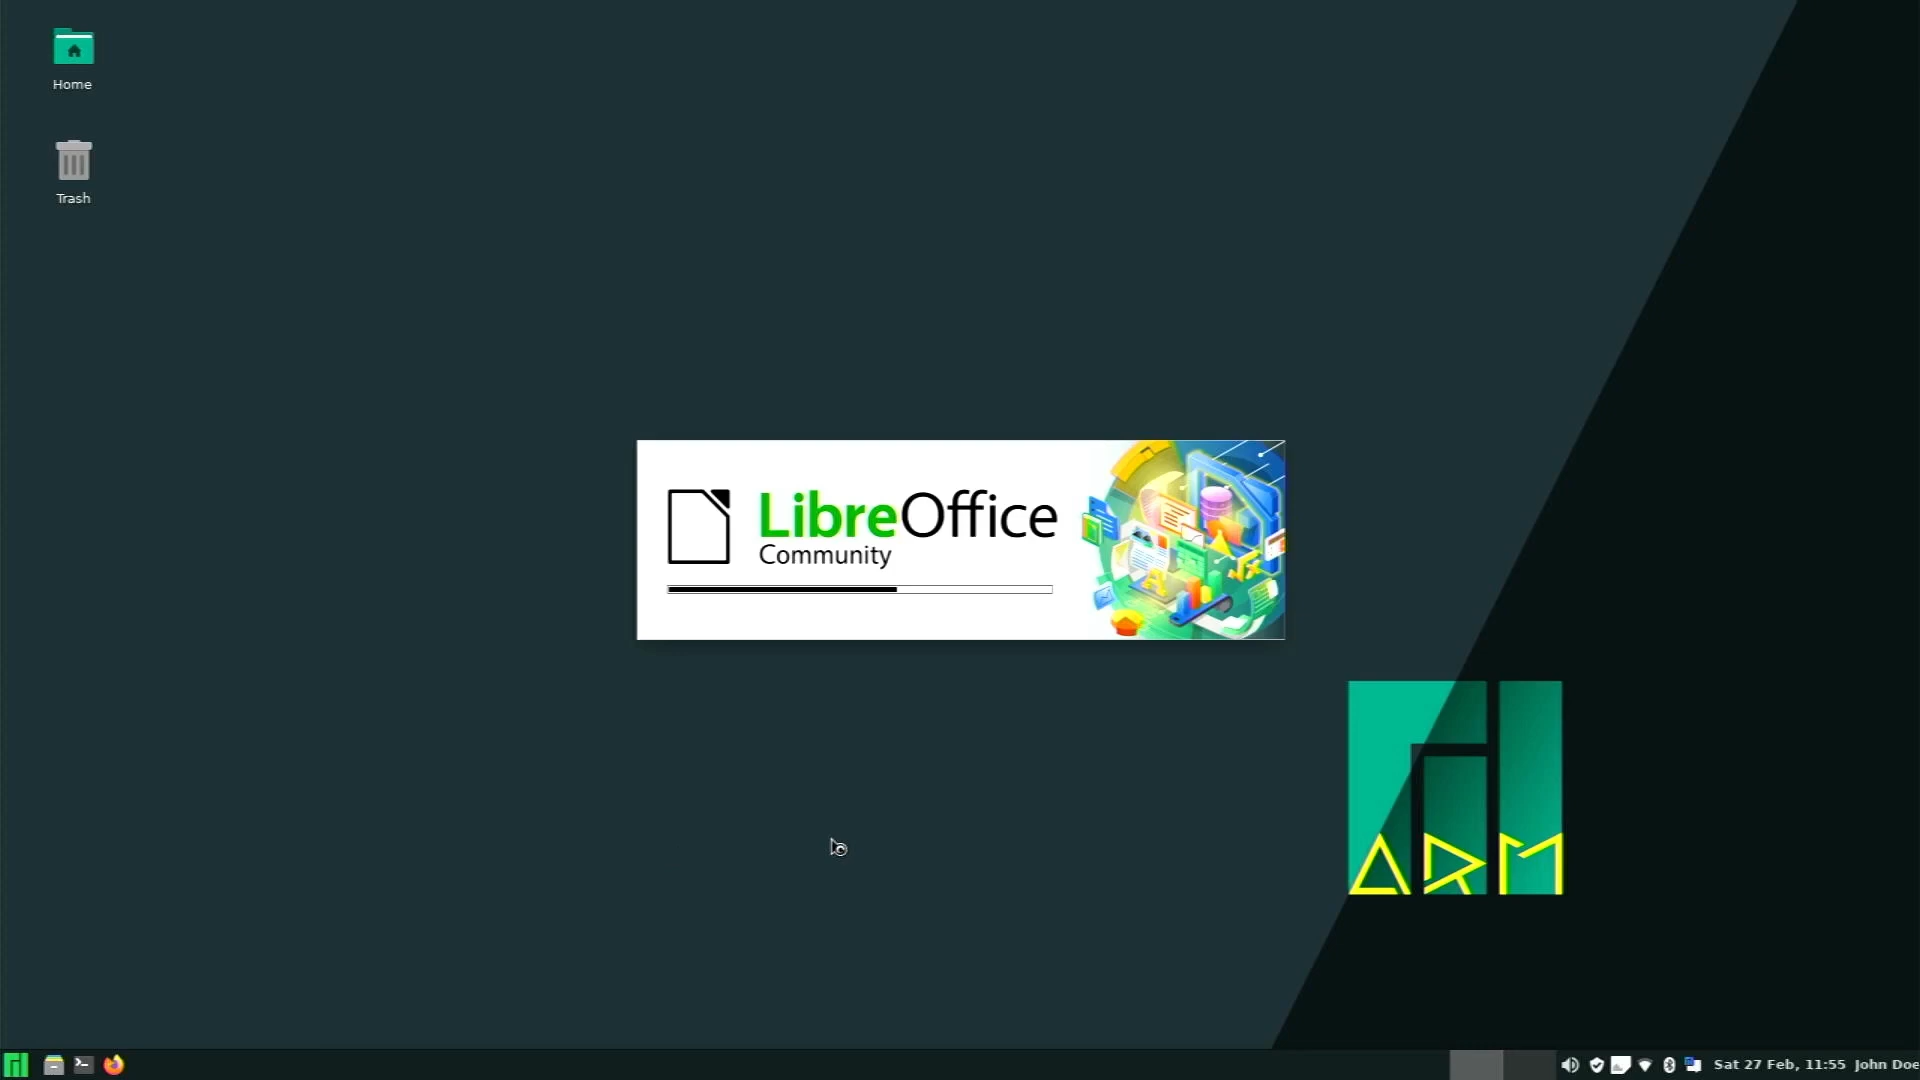 Home
Trash
LibreOffice
Community
ARM
Sat 27 Feb, 11:55 John Doe